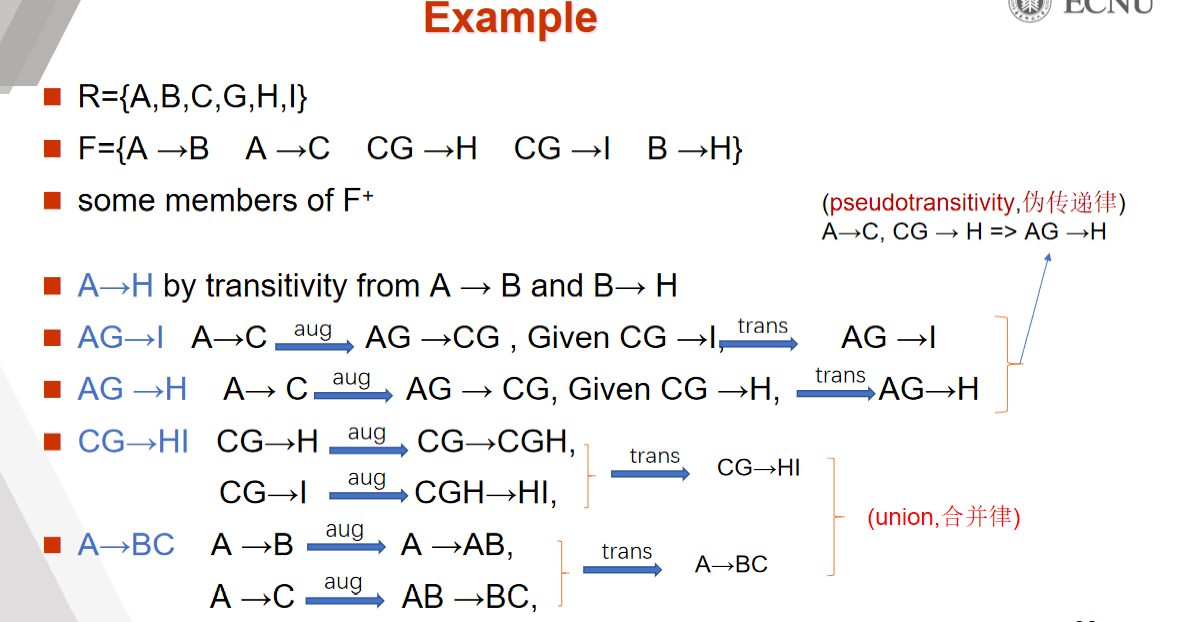 Example
ECNU
R={A,B,C,G,H,I}
F={A →B A →C CG →H CG →I B →H}
some members of F⁺
(pseudotransitivity,伪传递律)
A→C, CG → H => AG →H
A→H by transitivity from A → B and B→ H
AG→I A→C aug AG →CG , Given CG →I, trans AG →I
AG →H A→ C aug AG → CG, Given CG →H, trans AG→H
CG→HI CG→H aug CG→CGH,
trans CG→HI
CG→I aug CGH→HI,
(union,合并律)
A→BC A →B aug A →AB,
trans A→BC
A →C aug AB →BC,